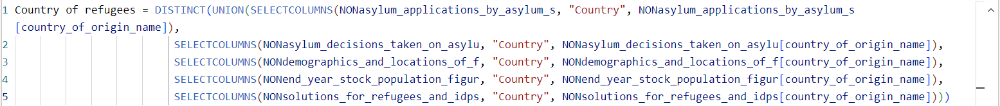 1 Country of refugees = DISTINCT(UNION(SELECTCOLUMNS(NONasylum_applications_by_asylum_s, "Country", NONasylum_applications_by_asylum_s
[country_of_origin_name]),
2 SELECTCOLUMNS(NONasylum_decisions_taken_on_asylu, "Country", NONasylum_decisions_taken_on_asylu[country_of_origin_name]),
3 SELECTCOLUMNS(NONdemographics_and_locations_of_f, "Country", NONdemographics_and_locations_of_f[country_of_origin_name]),
4 SELECTCOLUMNS(NONend_year_stock_population_figur, "Country", NONend_year_stock_population_figur[country_of_origin_name]),
5 SELECTCOLUMNS(NONsolutions_for_refugees_and_idps, "Country", NONsolutions_for_refugees_and_idps[country_of_origin_name])))